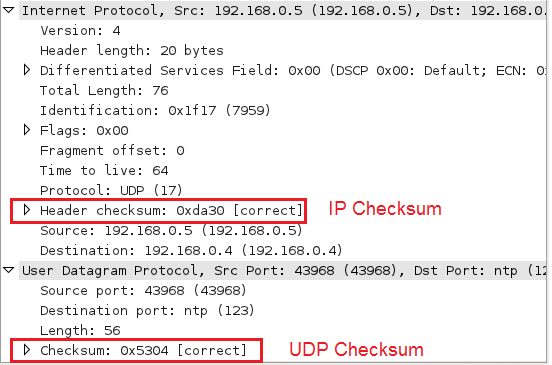 Internet Protocol, Src: 192.168.0.5 (192.168.0.5), Dst: 192.168.0.
Version: 4
Header length: 20 bytes
Differentiated Services Field: 0x00 (DSCP 0x00: Default; ECN: 0x
Total Length: 76
Identification: 0x1f17 (7959)
Flags: 0x00
Fragment offset: 0
Time to live: 64
Protocol: UDP (17)
Header checksum: 0xda30 [correct] IP Checksum
Source: 192.168.0.5 (192.168.0.5)
Destination: 192.168.0.4 (192.168.0.4)
User Datagram Protocol, Src Port: 43968 (43968), Dst Port: ntp (12
Source port: 43968 (43968)
Destination port: ntp (123)
Length: 56
Checksum: 0x5304 [correct] UDP Checksum